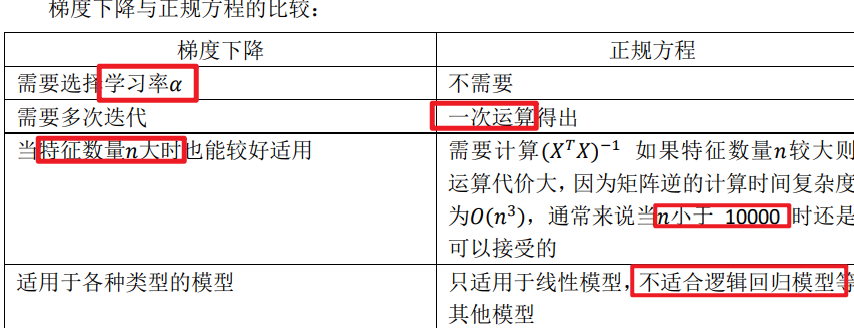 梯度下降与正规方程的比较：
梯度下降
正规方程
需要选择学习率α
不需要
需要多次迭代
一次运算得出
当特征数量n大时也能较好适用
需要计算(XᵀX)⁻¹ 如果特征数量n较大则
运算代价大，因为矩阵逆的计算时间复杂度
为O(n³)，通常来说当n小于 10000 时还是
可以接受的
适用于各种类型的模型
只适用于线性模型，不适合逻辑回归模型等
其他模型